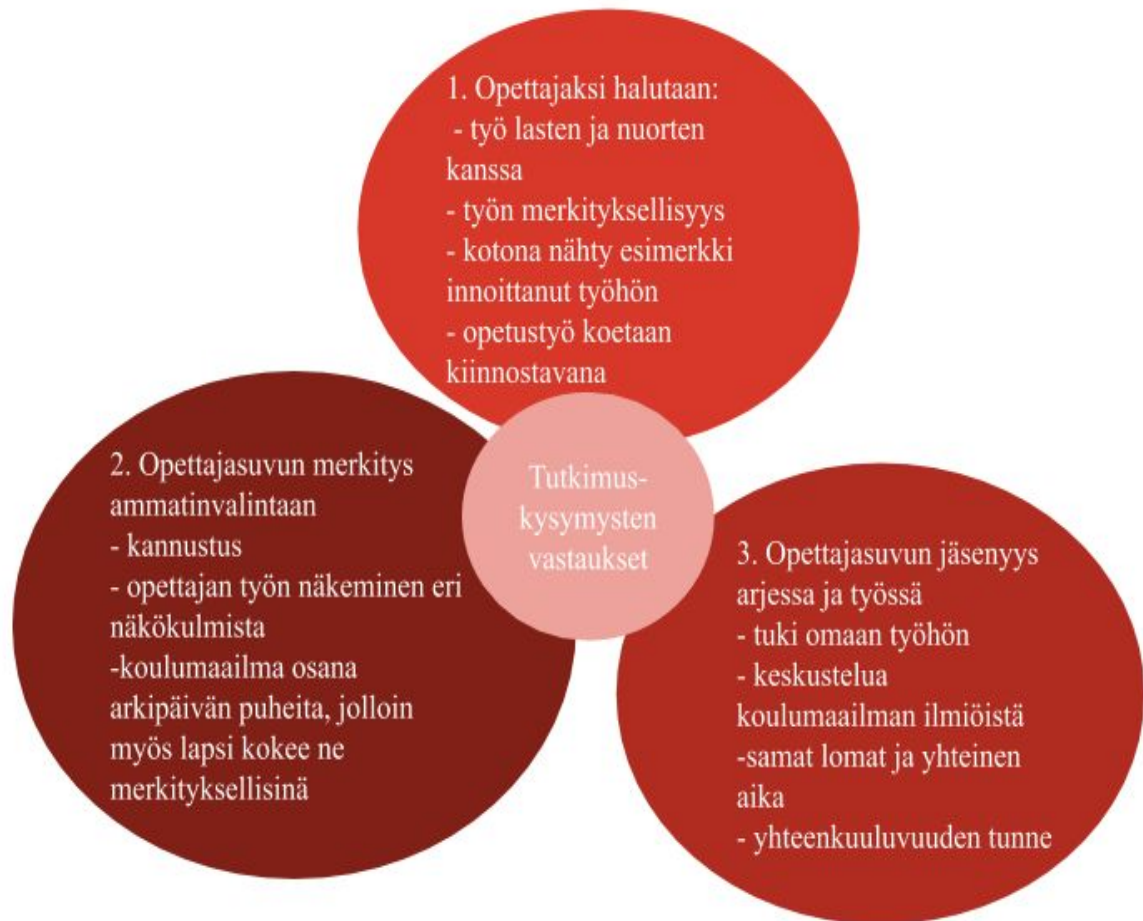 1. Opettajaksi halutaan:
- työ lasten ja nuorten
kanssa
- työn merkityksellisyys
- kotona nähty esimerkki
innoittanut työhön
- opetustyö koetaan
kiinnostavana
Tutkimus-
kysymysten
vastaukset
2. Opettajasuvun merkitys
ammatinvalintaan
- kannustus
- opettajan työn näkeminen eri
näkökulmista
-koulumaailma osana
arkipäivän puheita, jolloin
myös lapsi kokee ne
merkityksellisinä
3. Opettajasuvun jäsenyys
arjessa ja työssä
- tuki omaan työhön
- keskustelua
koulumaailman ilmiöistä
-samat lomat ja yhteinen
aika
- yhteenkuuluvuuden tunne